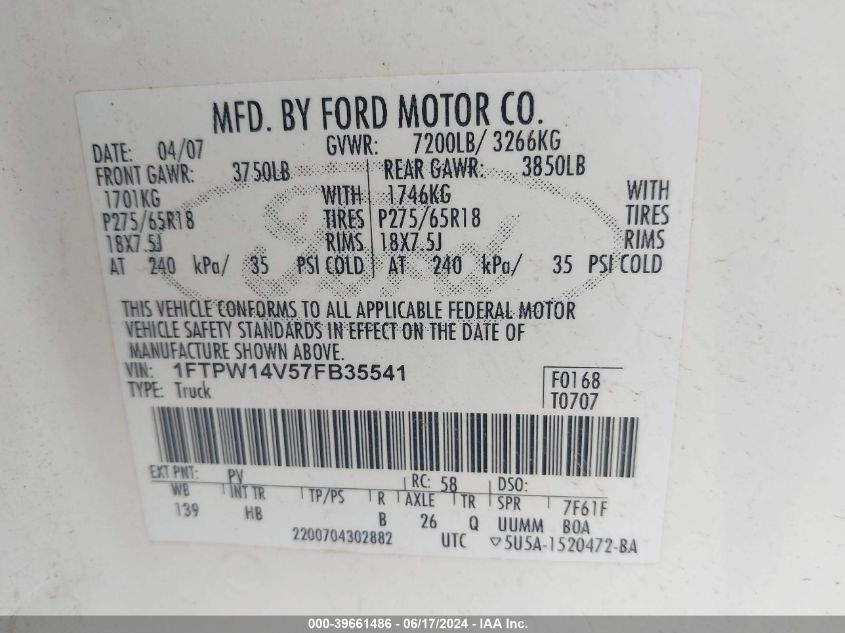 MFD. BY FORD MOTOR CO.
DATE: 04/07 GVWR: 7200LB/ 3266KG
FRONT GAWR: 3750LB REAR GAWR: 3850LB
1701KG WITH 1746KG WITH
P275/65R18 TIRES P275/65R18 TIRES
18X7.5J RIMS 18X7.5J RIMS
AT 240 kPa/ 35 PSI COLD AT 240 kPa/ 35 PSI COLD
Ford
THIS VEHICLE CONFORMS TO ALL APPLICABLE FEDERAL MOTOR
VEHICLE SAFETY STANDARDS IN EFFECT ON THE DATE OF
MANUFACTURE SHOWN ABOVE.
VIN: 1FTPW14V57FB35541 F0168
TYPE: Truck T0707
EXT PNT: PV RC: 58 DSO:
WB INT TR TP/PS R AXLE TR SPR 7F61F
139 HB B 26 Q UUMM BOA
2200704302882 UTC 5U5A-1520472-BA
000-39661486 - 06/17/2024 - IAA Inc.